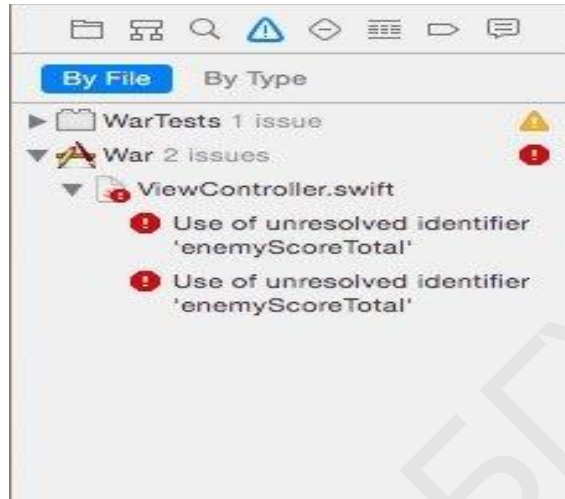 By File By Type
WarTests 1 issue
War 2 issues
ViewController.swift
Use of unresolved identifier
'enemyScoreTotal'
Use of unresolved identifier
'enemyScoreTotal'